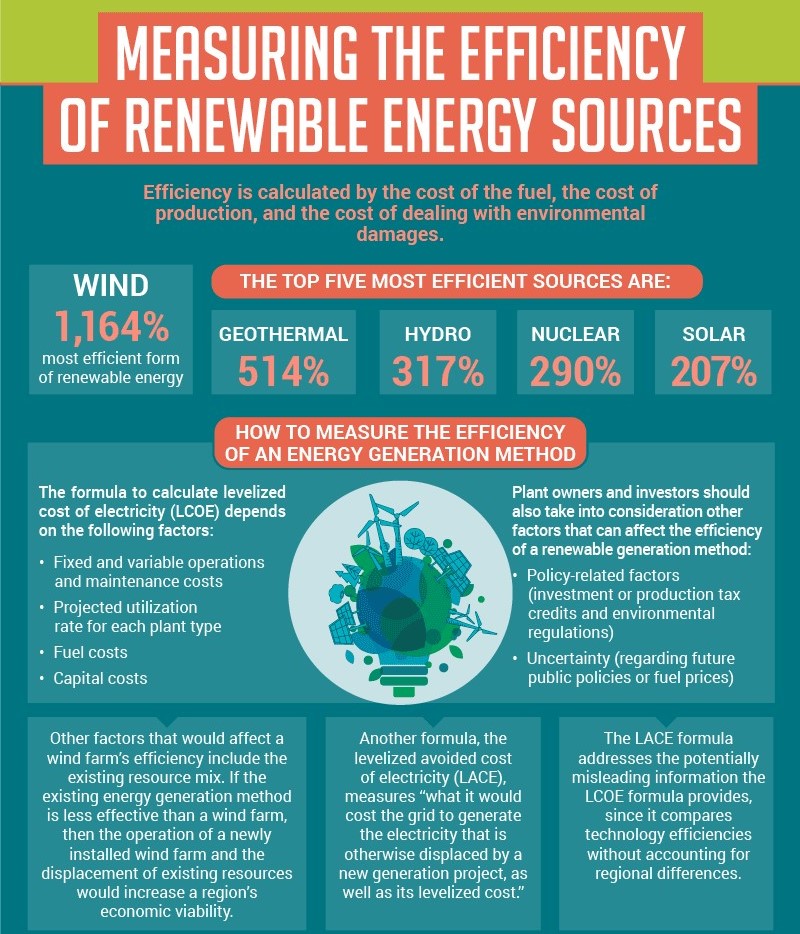 MEASURING THE EFFICIENCY
OF RENEWABLE ENERGY SOURCES
Efficiency is calculated by the cost of the fuel, the cost of
production, and the cost of dealing with environmental
damages.
WIND
1,164%
most efficient form
of renewable energy
THE TOP FIVE MOST EFFICIENT SOURCES ARE:
GEOTHERMAL
514%
HYDRO
317%
NUCLEAR
290%
SOLAR
207%
HOW TO MEASURE THE EFFICIENCY
OF AN ENERGY GENERATION METHOD
The formula to calculate levelized
cost of electricity (LCOE) depends
on the following factors:
• Fixed and variable operations
and maintenance costs
• Projected utilization
rate for each plant type
• Fuel costs
• Capital costs
Plant owners and investors should
also take into consideration other
factors that can affect the efficiency
of a renewable generation method:
• Policy-related factors
(investment or production tax
credits and environmental
regulations)
• Uncertainty (regarding future
public policies or fuel prices)
Other factors that would affect a
wind farm's efficiency include the
existing resource mix. If the
existing energy generation method
is less effective than a wind farm,
then the operation of a newly
installed wind farm and the
displacement of existing resources
would increase a region's
economic viability.
Another formula, the
levelized avoided cost
of electricity (LACE),
measures “what it would
cost the grid to generate
the electricity that is
otherwise displaced by a
new generation project, as
well as its levelized cost.”
The LACE formula
addresses the potentially
misleading information the
LCOE formula provides,
since it compares
technology efficiencies
without accounting for
regional differences.